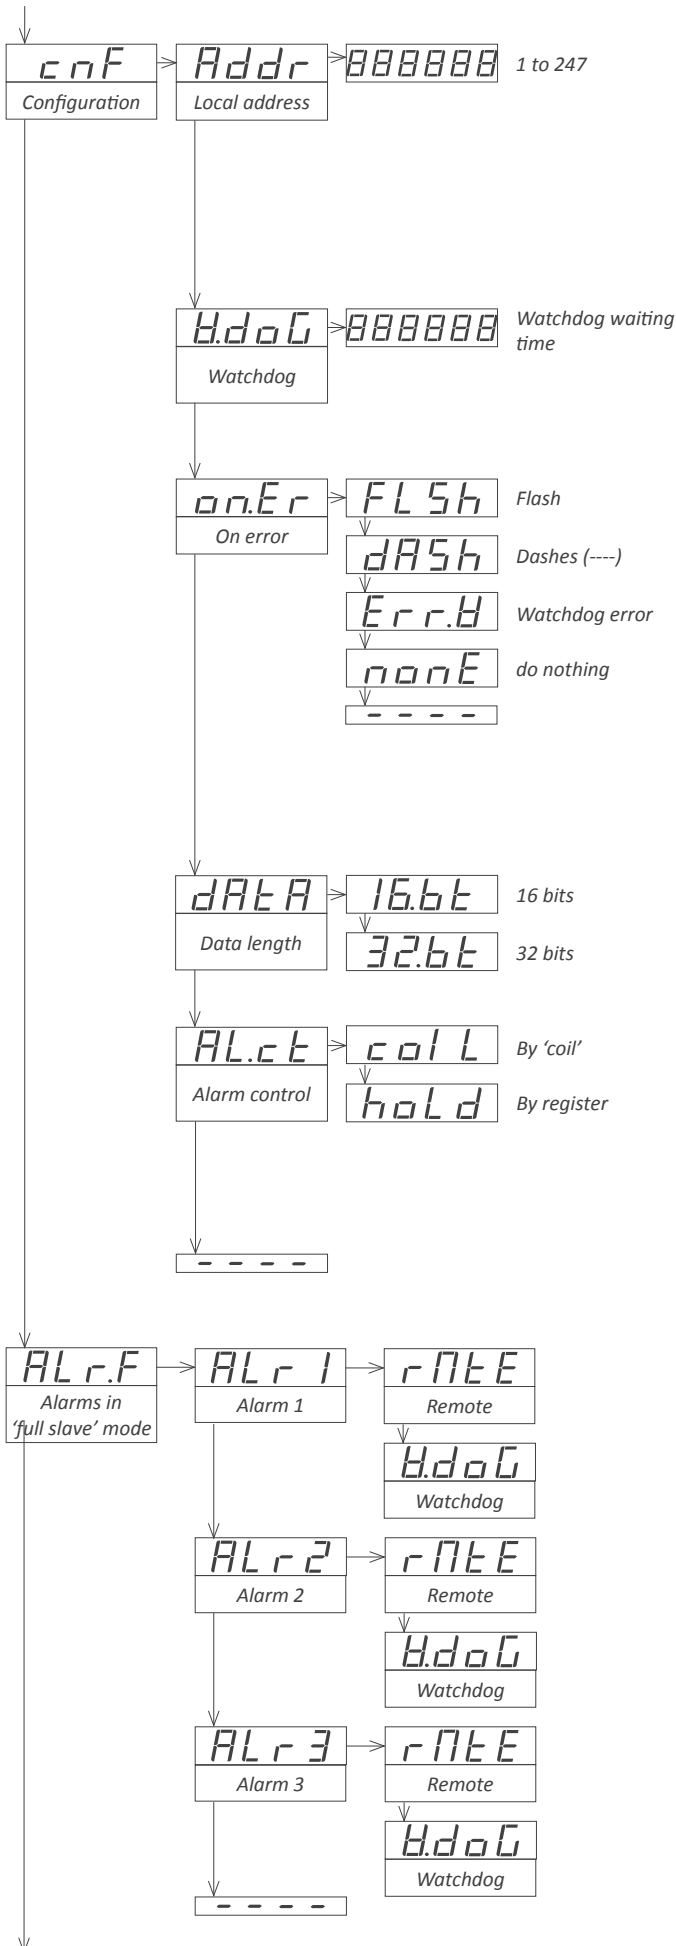 cnF Addr 888888 1 to 247
Configuration Local address
W.doG 888888 Watchdog waiting
time
Watchdog
on.Er FLSh Flash
On error
dASh Dashes (----)
Err.W Watchdog error
nonE do nothing
----
dAtA 16.bt 16 bits
Data length
32.bt 32 bits
AL.ct coIL By ‘coil’
Alarm control
hoLd By register
----
ALr.F ALr1 rMtE
Alarms in Alarm 1 Remote
‘full slave’ mode
W.doG
Watchdog
ALr2 rMtE
Alarm 2 Remote
W.doG
Watchdog
ALr3 rMtE
Alarm 3 Remote
W.doG
Watchdog
----